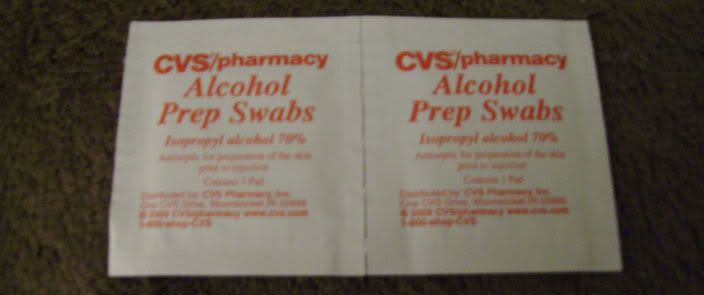 CVS/pharmacy
Alcohol
Prep Swabs
Isopropyl alcohol 70%
Antiseptic for preparation of the skin
prior to injection
Contains 1 Pad
Distributed by: CVS Pharmacy, Inc.
One CVS Drive, Woonsocket, RI 02895
© 2009 CVS/pharmacy www.cvs.com
1-800-shop-CVS
CVS/pharmacy
Alcohol
Prep Swabs
Isopropyl alcohol 70%
Antiseptic for preparation of the skin
prior to injection
Contains 1 Pad
Distributed by: CVS Pharmacy, Inc.
One CVS Drive, Woonsocket, RI 02895
© 2009 CVS/pharmacy www.cvs.com
1-800-shop-CVS